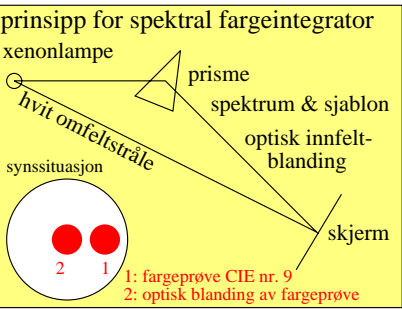 prinsipp for spektral fargeintegrator
xenonlampe
prisme
hvit omfeltstråle
spektrum & sjablon
optisk innfelt-
blanding
synssituasjon
skjerm
2
1
1: fargeprøve CIE nr. 9
2: optisk blanding av fargeprøve